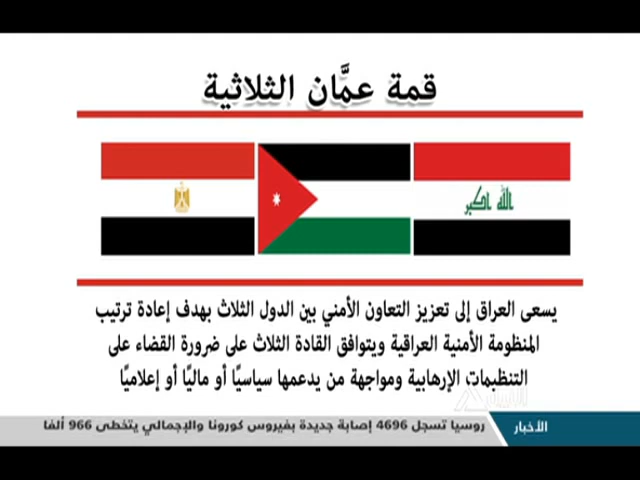 قمة عمَّان الثلاثية
الله اكبر
يسعى العراق إلى تعزيز التعاون الأمني بين الدول الثلاث بهدف إعادة ترتيب
المنظومة الأمنية العراقية ويتوافق القادة الثلاث على ضرورة القضاء على
التنظيمات الإرهابية ومواجهة من يدعمها سياسيًا أو ماليًا أو إعلاميًا
الأخبار
روسيا تسجل 4696 إصابة جديدة بفيروس كورونا والإجمالي يتخطى 966 ألفا